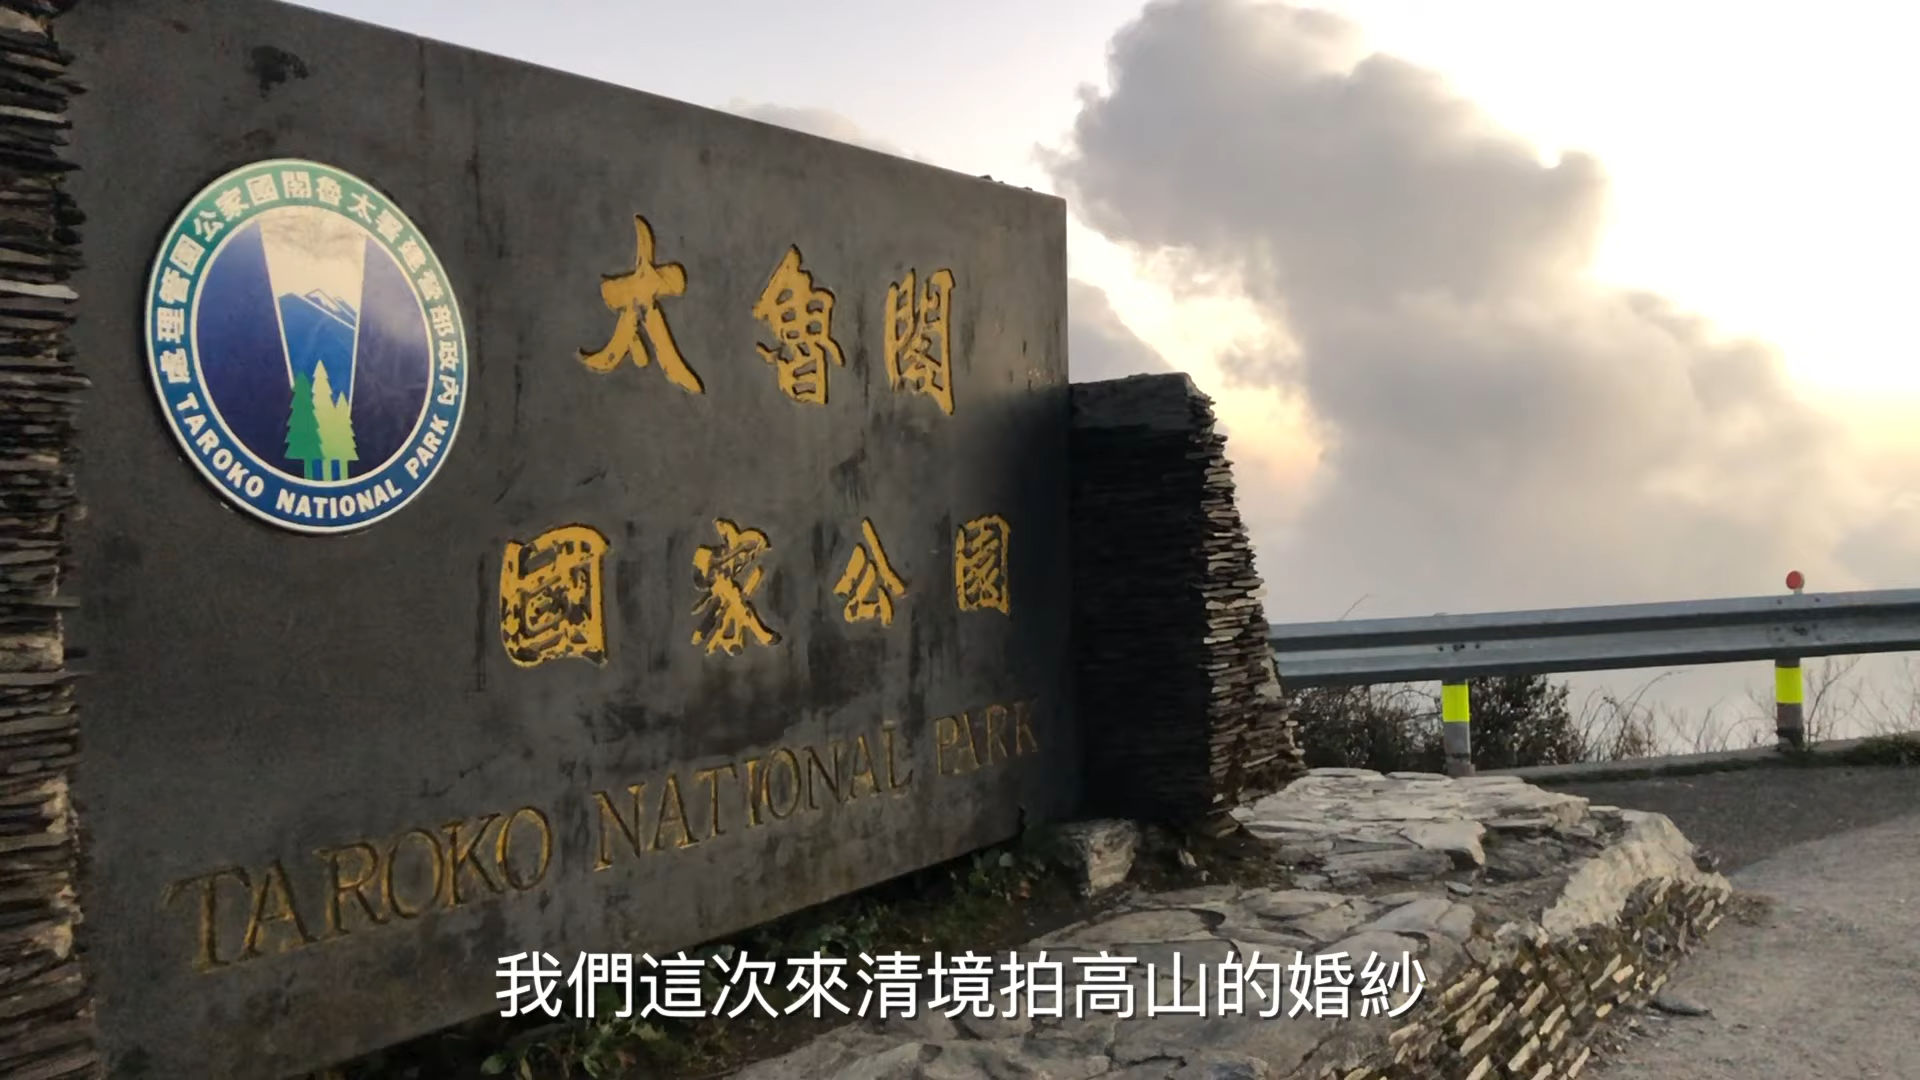 內政部營建署太魯閣國家公園管理處
TAROKO NATIONAL PARK
太魯閣
國家公園
TAROKO NATIONAL PARK
我們這次來清境拍高山的婚紗